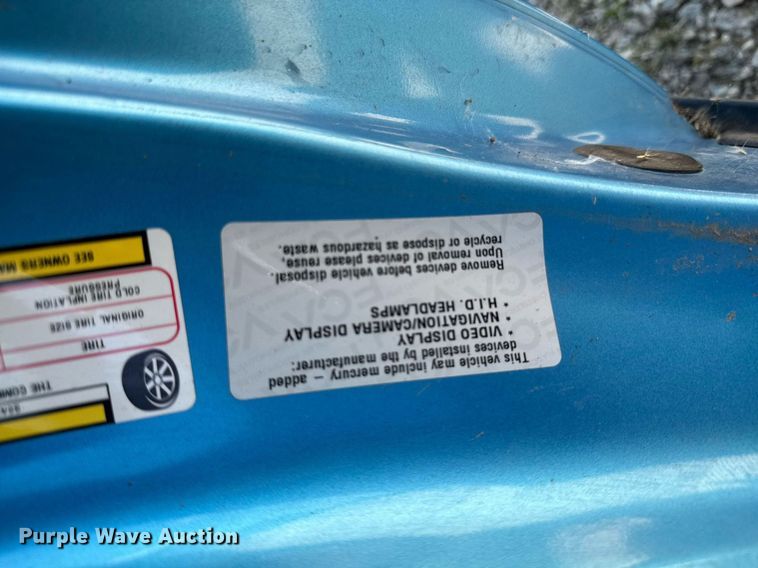 This vehicle may include mercury – added
devices installed by the manufacturer:
* VIDEO DISPLAY
* NAVIGATION/CAMERA DISPLAY
* H.I.D. HEADLAMPS
Remove devices before vehicle disposal.
Upon removal of devices please reuse,
recycle or dispose as hazardous waste.
THE COMB
TIRE
ORIGINAL TIRE SIZE
COLD TIRE INFLATION
PRESSURE
SEE OWNERS MA
Purple Wave Auction